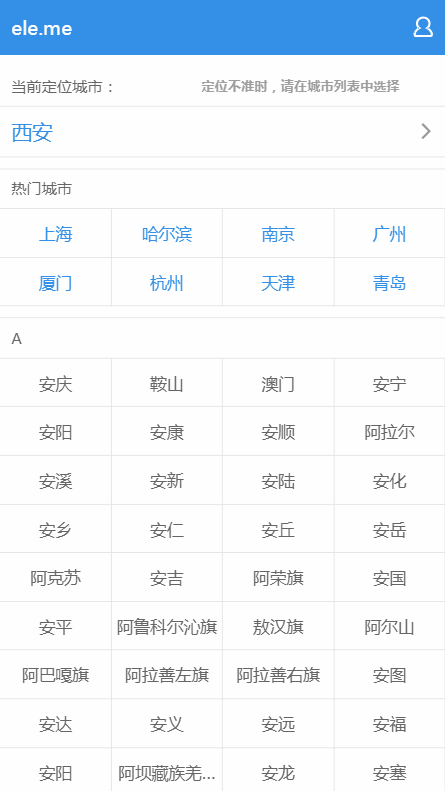 ele.me
当前定位城市： 定位不准时，请在城市列表中选择
西安
热门城市
上海 哈尔滨 南京 广州
厦门 杭州 天津 青岛
A
安庆 鞍山 澳门 安宁
安阳 安康 安顺 阿拉尔
安溪 安新 安陆 安化
安乡 安仁 安丘 安岳
阿克苏 安吉 阿荣旗 安国
安平 阿鲁科尔沁旗 敖汉旗 阿尔山
阿巴嘎旗 阿拉善左旗 阿拉善右旗 安图
安达 安义 安远 安福
安阳 阿坝藏族羌... 安龙 安塞